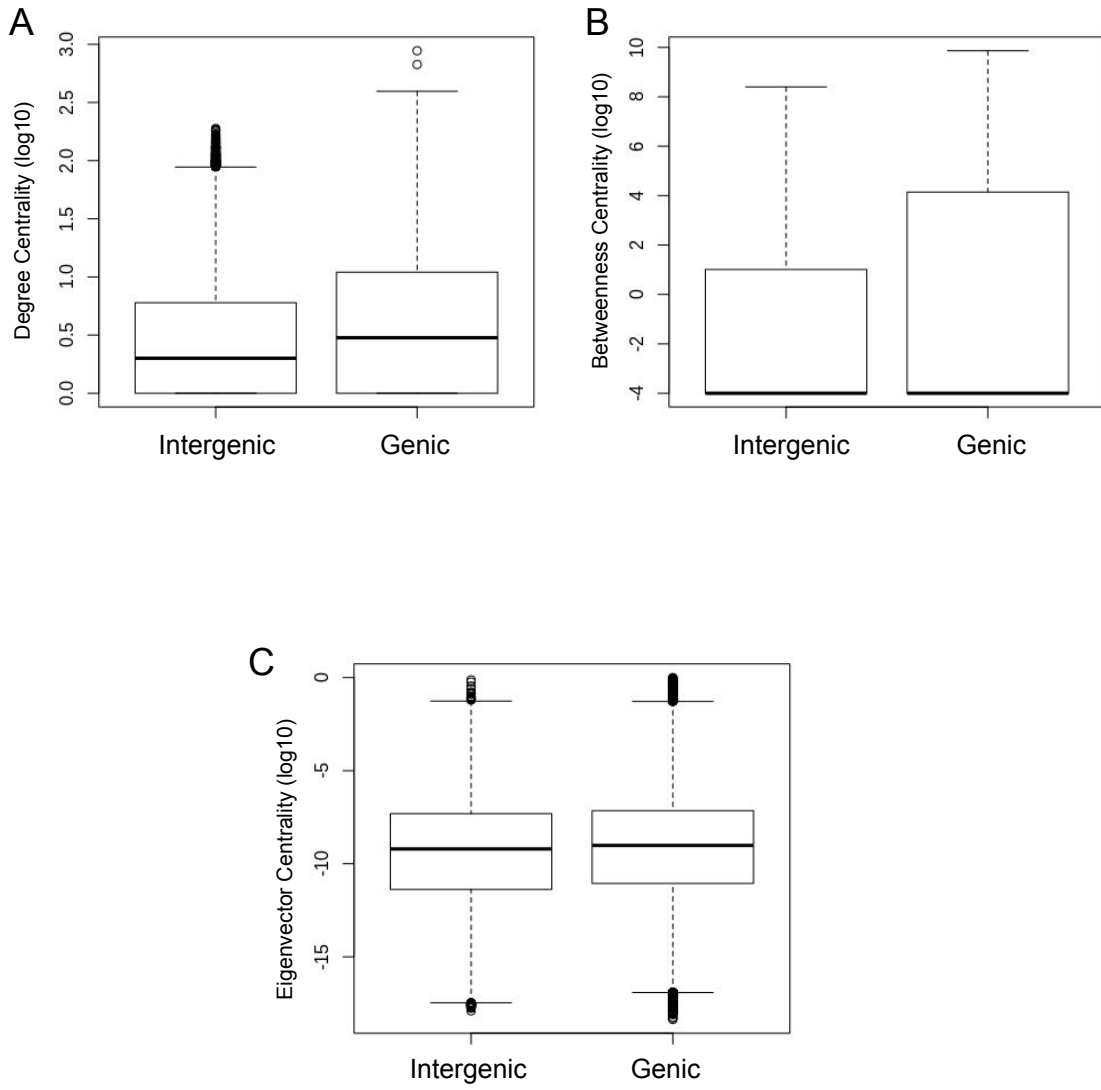 A
Degree Centrality (log10)
3.0
2.5
2.0
1.5
1.0
0.5
0.0
Intergenic Genic
B
Betweenness Centrality (log10)
10
8
6
4
2
0
-2
-4
Intergenic Genic
C
Eigenvector Centrality (log10)
0
-5
-10
-15
Intergenic Genic